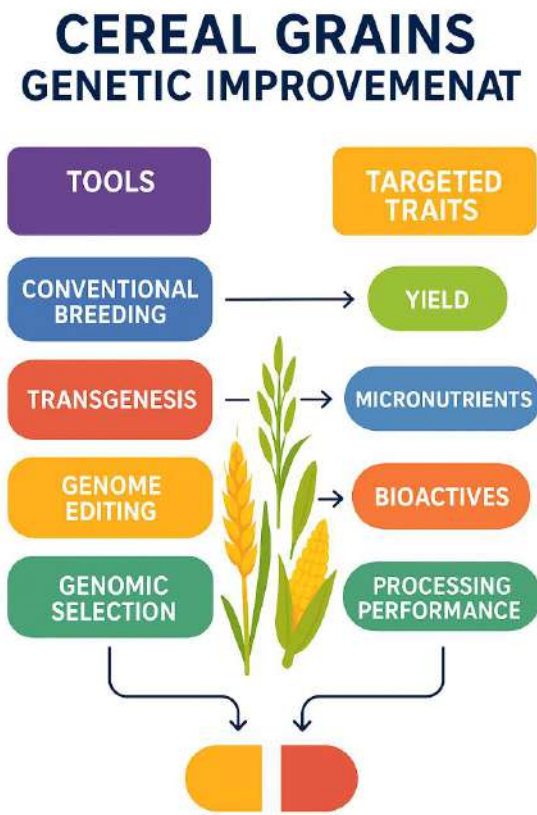 CEREAL GRAINS
GENETIC IMPROVEMENAT
TOOLS
TARGETED
TRAITS
CONVENTIONAL
BREEDING
YIELD
TRANSGENESIS
MICRONUTRIENTS
GENOME
EDITING
BIOACTIVES
GENOMIC
SELECTION
PROCESSING
PERFORMANCE